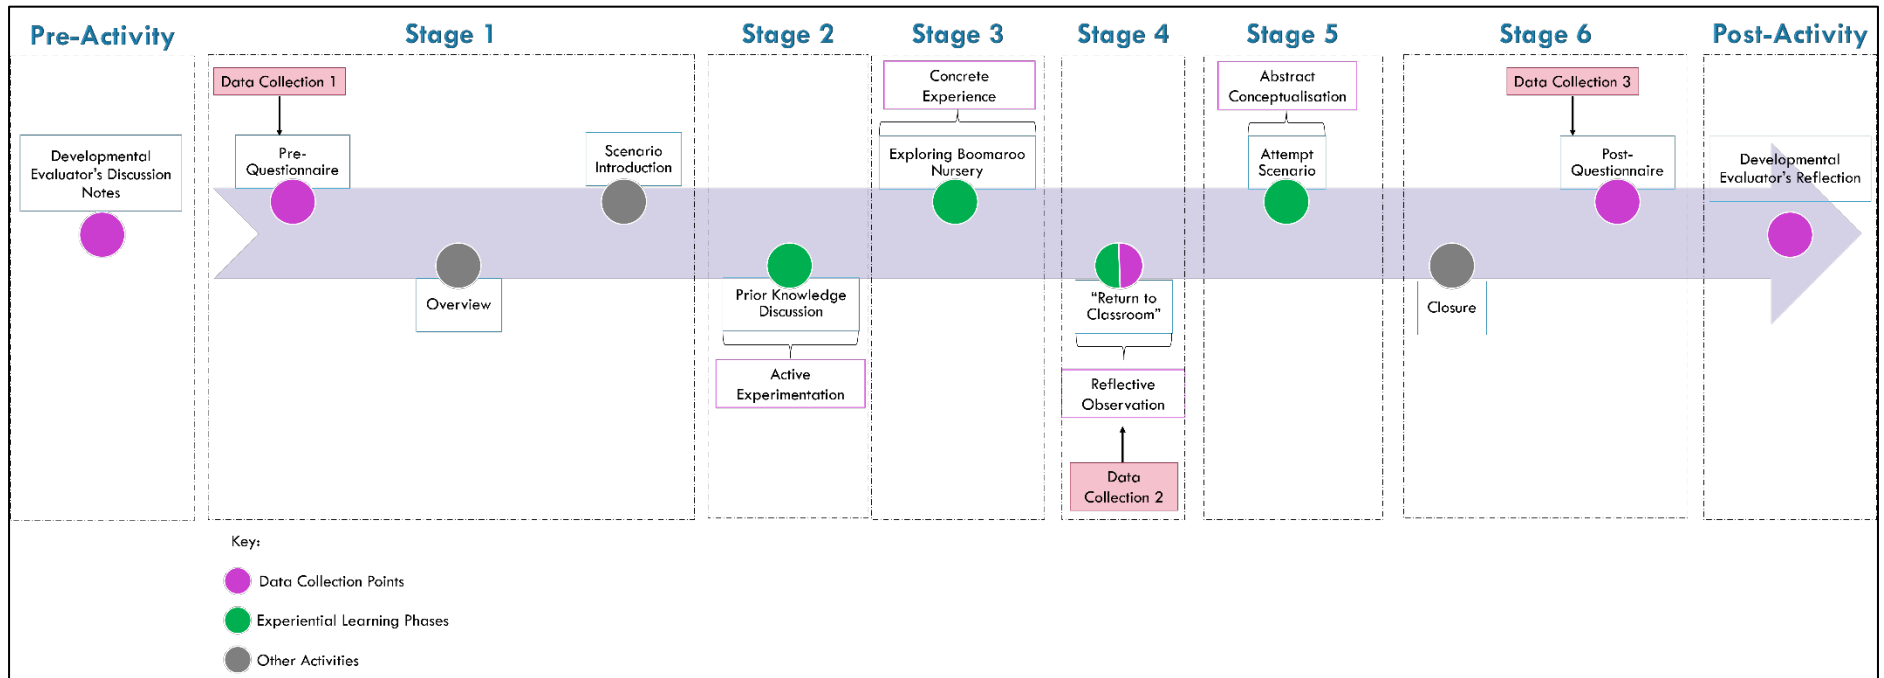 Pre-Activity
Stage 1
Stage 2
Stage 3
Stage 4
Stage 5
Stage 6
Post-Activity
Developmental
Evaluator's Discussion
Notes
Data Collection 1
Pre-
Questionnaire
Overview
Scenario
Introduction
Prior Knowledge
Discussion
Active
Experimentation
Concrete
Experience
Exploring Boomaroo
Nursery
“Return to
Classroom”
Reflective
Observation
Data
Collection 2
Abstract
Conceptualisation
Attempt
Scenario
Closure
Data Collection 3
Post-
Questionnaire
Developmental
Evaluator's Reflection
Key:
Data Collection Points
Experiential Learning Phases
Other Activities